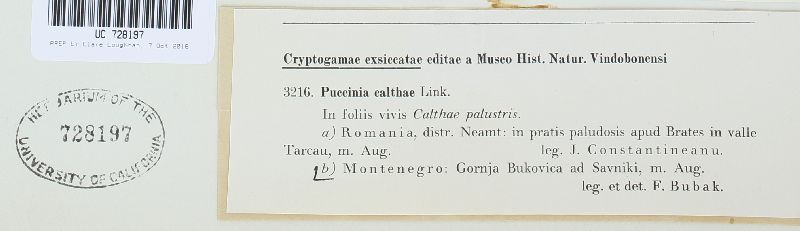 UC 728197
PREP by Clare Loughran, 7 Oct 2016
HERBARIUM OF THE
728197
UNIVERSITY OF CALIFORNIA
Cryptogamae exsiccatae editae a Museo Hist. Natur. Vindobonensi
3216. Puccinia calthae Link.
In foliis vivis Calthae palustris.
a) Romania, distr. Neamt: in pratis paludosis apud Brates in valle
Tarcau, m. Aug. leg. J. Constantineanu.
b) Montenegro: Gornja Bukovica ad Savniki, m. Aug.
leg. et det. F. Bubak.